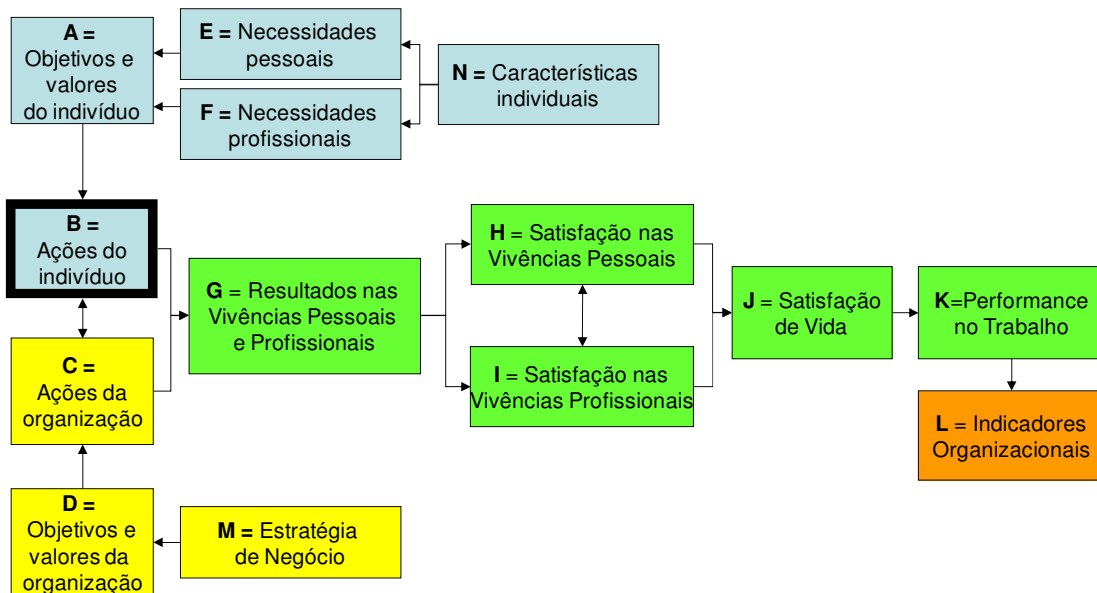 A =
Objetivos e
valores
do indivíduo
E = Necessidades
pessoais
F = Necessidades
profissionais
N = Características
individuais
B =
Ações do
indivíduo
C =
Ações da
organização
D =
Objetivos e
valores da
organização
M = Estratégia
de Negócio
G = Resultados nas
Vivências Pessoais
e Profissionais
H = Satisfação nas
Vivências Pessoais
I = Satisfação nas
Vivências Profissionais
J = Satisfação
de Vida
K=Performance
no Trabalho
L = Indicadores
Organizacionais